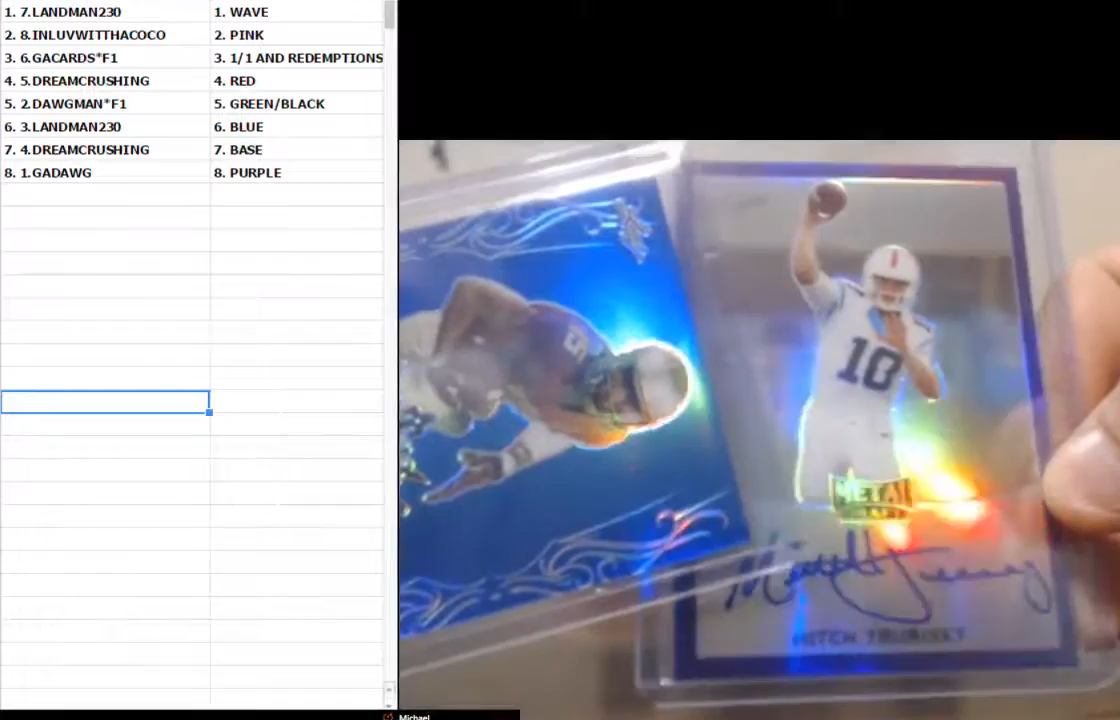 1. 7.LANDMAN230 1. WAVE
2. 8.INLUVWITTHACOCO 2. PINK
3. 6.GACARDS*F1 3. 1/1 AND REDEMPTIONS
4. 5.DREAMCRUSHING 4. RED
5. 2.DAWGMAN*F1 5. GREEN/BLACK
6. 3.LANDMAN230 6. BLUE
7. 4.DREAMCRUSHING 7. BASE
8. 1.GADAWG 8. PURPLE
10
5
METAL
MITCH TRUBISKY
Michael